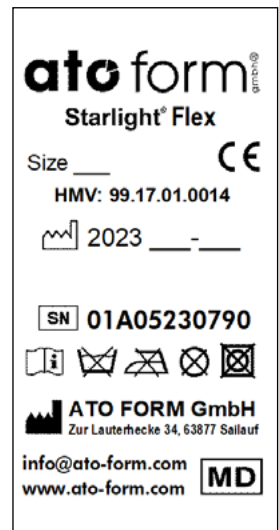 ato form gmbh®
Starlight® Flex
Size ___
CE
HMV: 99.17.01.0014
2023 ___-___
SN 01A05230790
i
ATO FORM GmbH
Zur Lauterhecke 34, 63877 Sailauf
info@ato-form.com
www.ato-form.com
MD